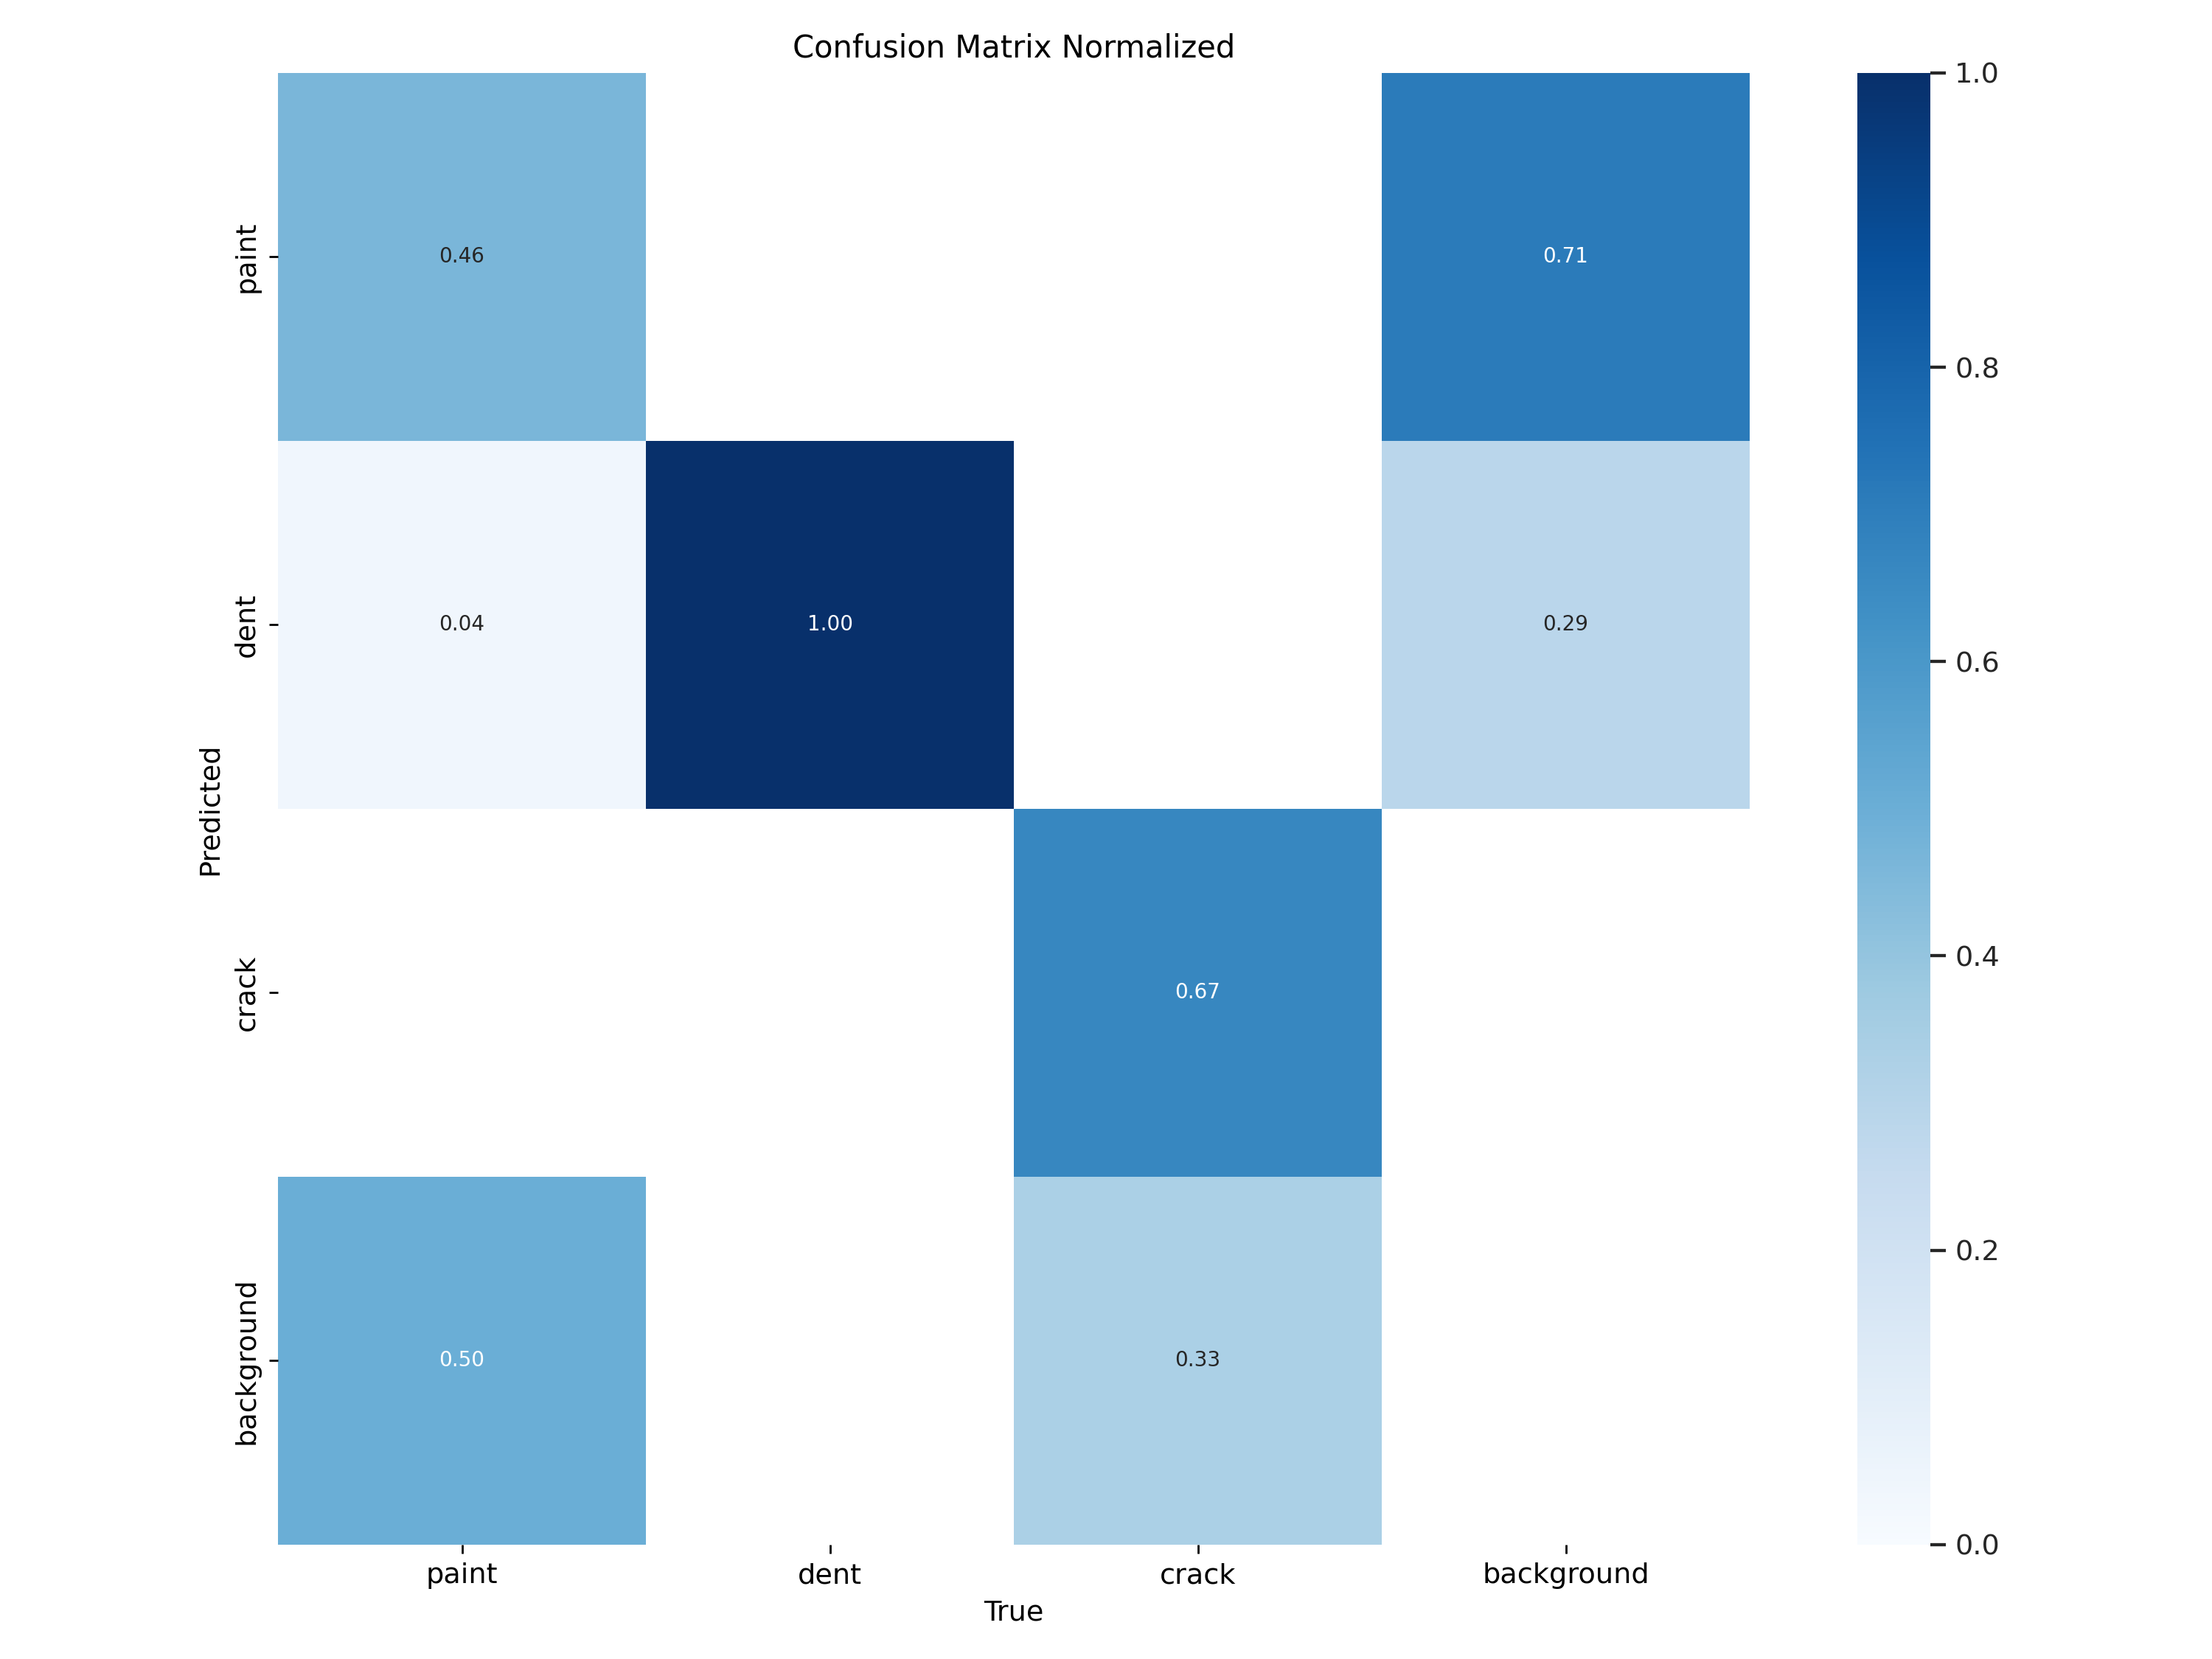 Confusion Matrix Normalized
paint
0.46
0.71
dent
0.04
1.00
0.29
crack
0.67
background
0.50
0.33
paint
dent
crack
background
True
Predicted
1.0
0.8
0.6
0.4
0.2
0.0